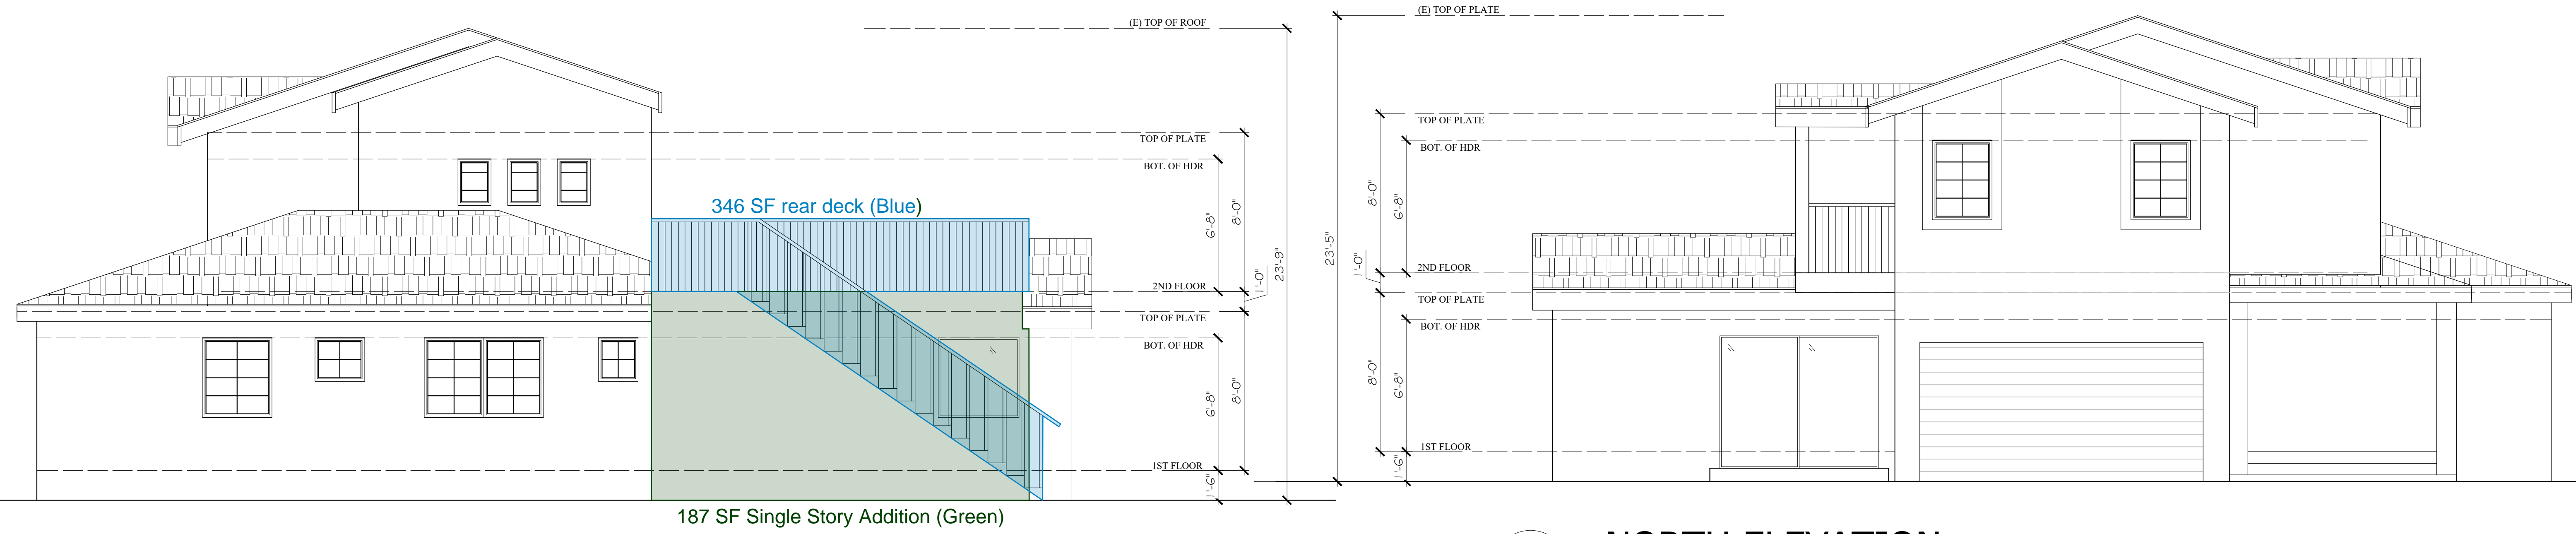 (E) TOP OF ROOF
TOP OF PLATE
BOT. OF HDR
346 SF rear deck (Blue)
6'-8"
8'-0"
23'-9"
1'-0"
2ND FLOOR
TOP OF PLATE
BOT. OF HDR
6'-8"
8'-0"
1ST FLOOR
1'-6"
187 SF Single Story Addition (Green)
(E) TOP OF PLATE
TOP OF PLATE
BOT. OF HDR
8'-0"
6'-8"
23'-5"
1'-0"
2ND FLOOR
TOP OF PLATE
BOT. OF HDR
8'-0"
6'-8"
1ST FLOOR
1'-6"
NORTH ELEVATION